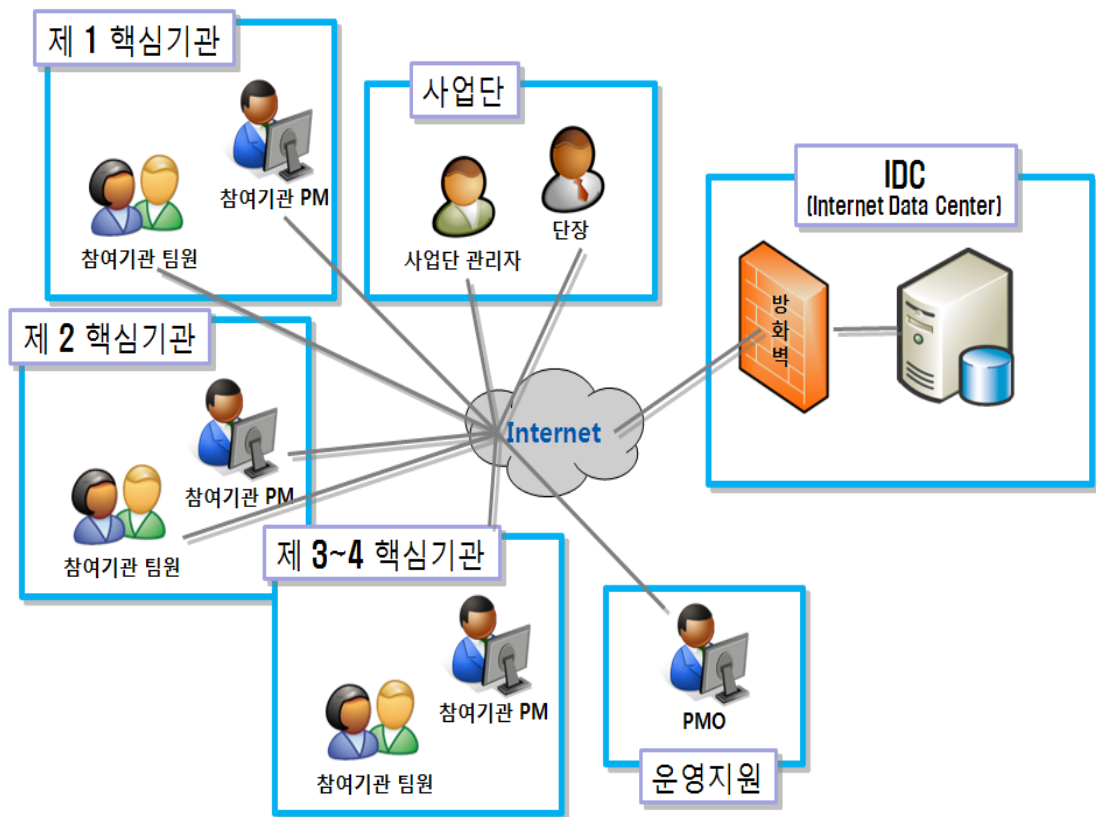 제 1 핵심기관
참여기관 PM
참여기관 팀원
사업단
단장
사업단 관리자
IDC
(Internet Data Center)
방
화
벽
제 2 핵심기관
참여기관 PM
참여기관 팀원
Internet
제 3~4 핵심기관
참여기관 PM
참여기관 팀원
PMO
운영지원